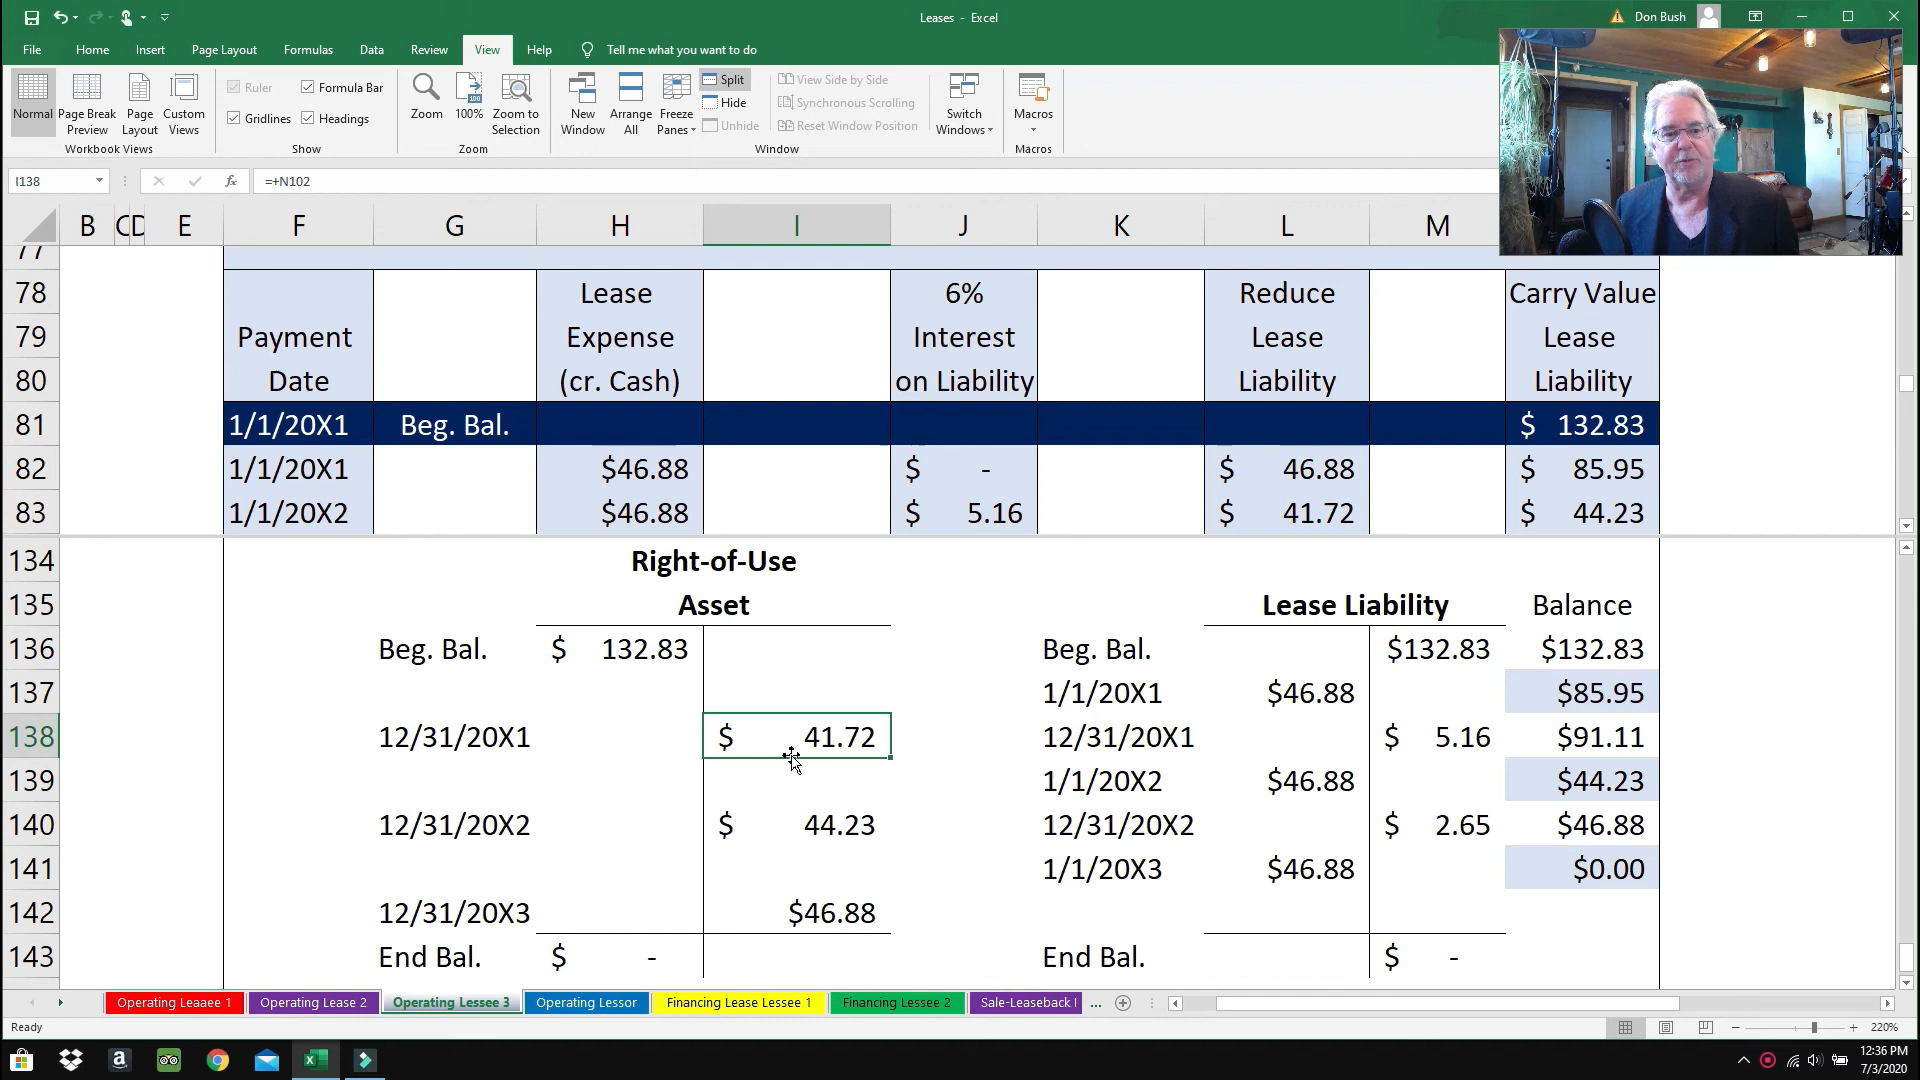 Leases - Excel
Don Bush
File Home Insert Page Layout Formulas Data Review View Help Tell me what you want to do
Normal
Page Break Preview
Page Layout
Custom Views
Workbook Views
Ruler
Formula Bar
Gridlines
Headings
Show
Zoom
100%
Zoom to Selection
Zoom
New Window
Arrange All
Freeze Panes
Split
Hide
Unhide
View Side by Side
Synchronous Scrolling
Reset Window Position
Window
Switch Windows
Macros
Macros
I138 fx =+N102
B C D E F G H I J K L M
77
78 Lease 6% Reduce Carry Value
79 Payment Expense Interest Lease Lease
80 Date (cr. Cash) on Liability Liability Liability
81 1/1/20X1 Beg. Bal. $ 132.83
82 1/1/20X1 $46.88 $ - $ 46.88 $ 85.95
83 1/1/20X2 $46.88 $ 5.16 $ 41.72 $ 44.23
134 Right-of-Use
135 Asset Lease Liability Balance
136 Beg. Bal. $ 132.83 Beg. Bal. $132.83 $132.83
137 1/1/20X1 $46.88 $85.95
138 12/31/20X1 $ 41.72 12/31/20X1 $ 5.16 $91.11
139 1/1/20X2 $46.88 $44.23
140 12/31/20X2 $ 44.23 12/31/20X2 $ 2.65 $46.88
141 1/1/20X3 $46.88 $0.00
142 12/31/20X3 $46.88
143 End Bal. $ - End Bal. $ -
Operating Leaaee 1 Operating Lease 2 Operating Lessee 3 Operating Lessor Financing Lease Lessee 1 Financing Lessee 2 Sale-Leaseback ...
Ready 220%
12:36 PM
7/3/2020